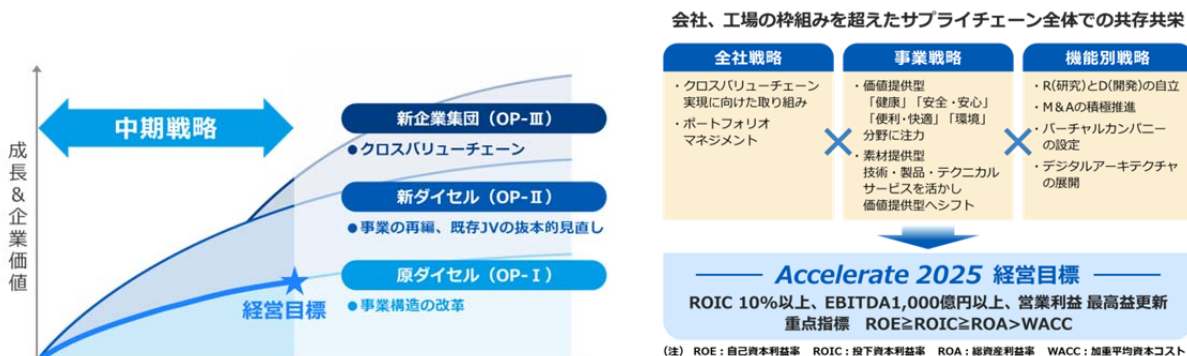 成長&企業価値
中期戦略
新企業集団（OP-Ⅲ）
●クロスバリューチェーン
新ダイセル（OP-Ⅱ）
●事業の再編、既存JVの抜本的見直し
原ダイセル（OP-Ⅰ）
●事業構造の改革
経営目標
会社、工場の枠組みを超えたサプライチェーン全体での共存共栄
全社戦略
・クロスバリューチェーン
実現に向けた取り組み
・ポートフォリオ
マネジメント
事業戦略
・価値提供型
「健康」「安全・安心」
「便利・快適」「環境」
分野に注力
・素材提供型
技術・製品・テクニカル
サービスを活かし
価値提供型へシフト
機能別戦略
・R(研究)とD(開発)の自立
・M&Aの積極推進
・バーチャルカンパニー
の設定
・デジタルアーキテクチャ
の展開
Accelerate 2025 経営目標
ROIC 10%以上、EBITDA1,000億円以上、営業利益 最高益更新
重点指標 ROE≧ROIC≧ROA>WACC
（注） ROE：自己資本利益率 ROIC：投下資本利益率 ROA：総資産利益率 WACC：加重平均資本コスト